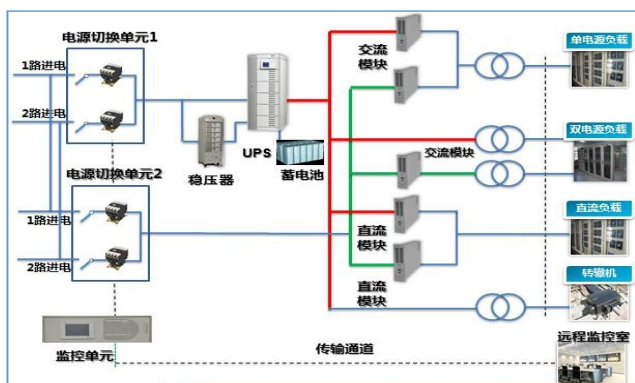 电源切换单元1
1路进电
2路进电
交流
模块
单电源负载
UPS
稳压器
蓄电池
交流模块
双电源负载
电源切换单元2
1路进电
2路进电
直流
模块
直流
模块
直流负载
转辙机
监控单元
传输通道
远程监控室